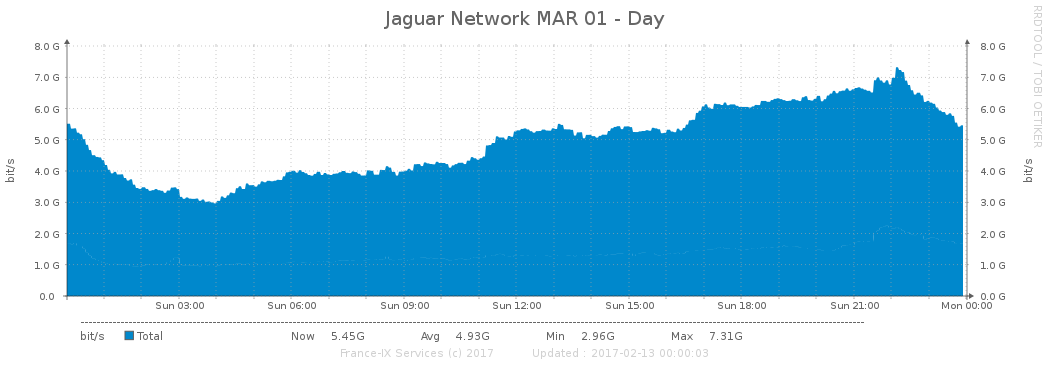 Jaguar Network MAR 01 - Day
RRDTOOL / TOBI OETIKER
8.0 G 8.0 G
7.0 G 7.0 G
6.0 G 6.0 G
5.0 G 5.0 G
4.0 G 4.0 G
3.0 G 3.0 G
2.0 G 2.0 G
1.0 G 1.0 G
0.0 0.0 G
bit/s
bit/s
Sun 03:00 Sun 06:00 Sun 09:00 Sun 12:00 Sun 15:00 Sun 18:00 Sun 21:00 Mon 00:00
bit/s Total Now 5.45G Avg 4.93G Min 2.96G Max 7.31G
France-IX Services (c) 2017 Updated : 2017-02-13 00:00:03